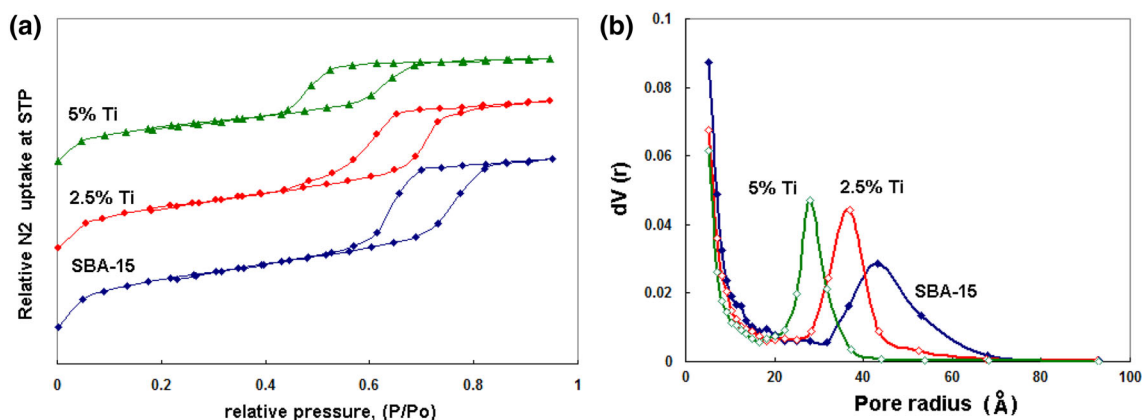 (a)
Relative N2 uptake at STP
5% Ti
2.5% Ti
SBA-15
0
0.2
0.4
0.6
0.8
1
relative pressure, (P/Po)
(b)
dV (r)
0.1
0.08
0.06
0.04
0.02
0
5% Ti
2.5% Ti
SBA-15
0
20
40
60
80
100
Pore radius (Å)